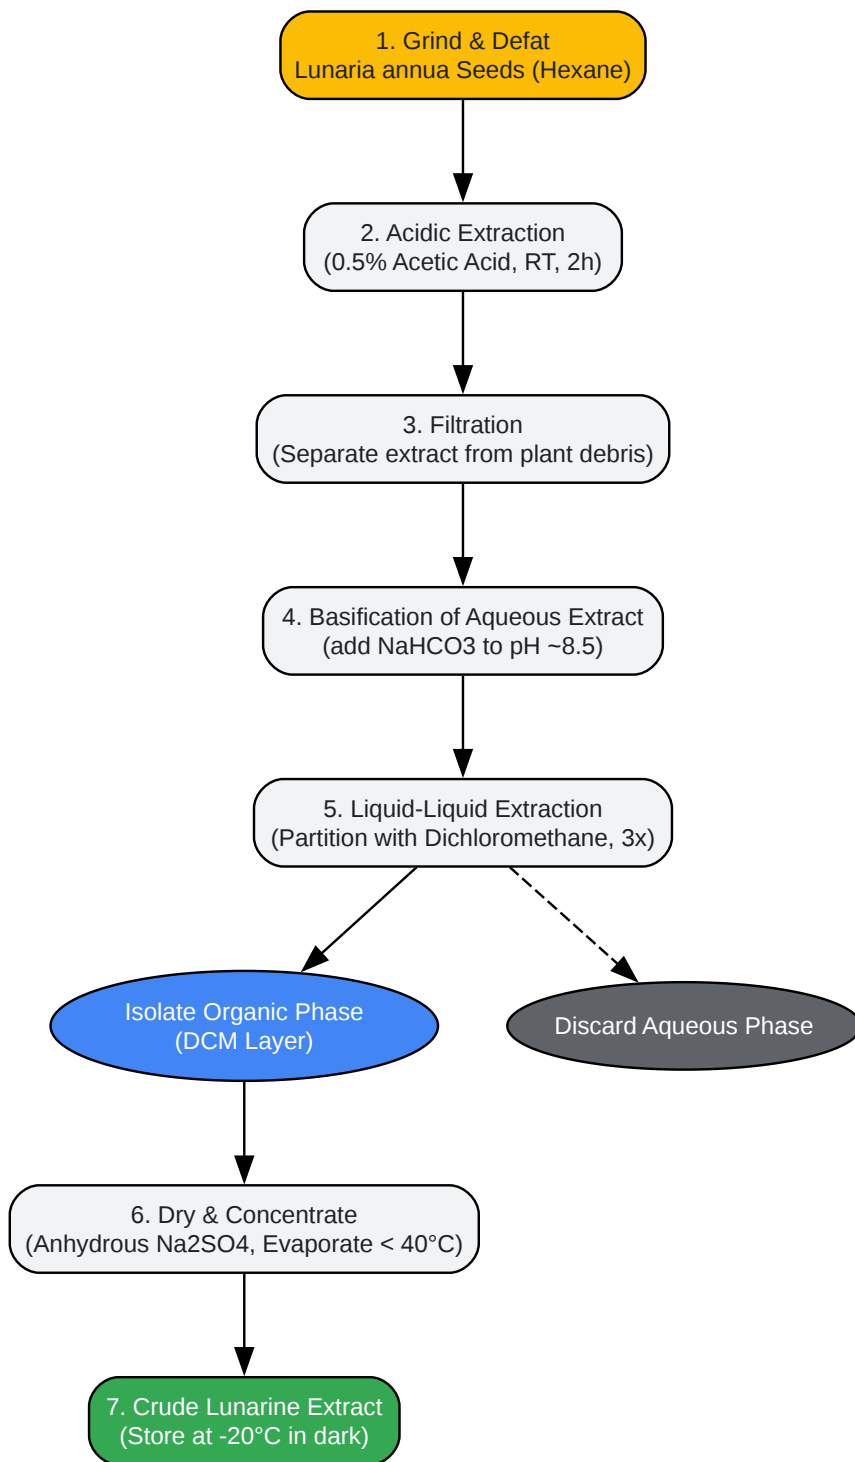 1. Grind & Defat
Lunaria annua Seeds (Hexane)
2. Acidic Extraction
(0.5% Acetic Acid, RT, 2h)
3. Filtration
(Separate extract from plant debris)
4. Basification of Aqueous Extract
(add NaHCO3 to pH ~8.5)
5. Liquid-Liquid Extraction
(Partition with Dichloromethane, 3x)
Isolate Organic Phase
(DCM Layer)
Discard Aqueous Phase
6. Dry & Concentrate
(Anhydrous Na2SO4, Evaporate < 40°C)
7. Crude Lunarine Extract
(Store at -20°C in dark)